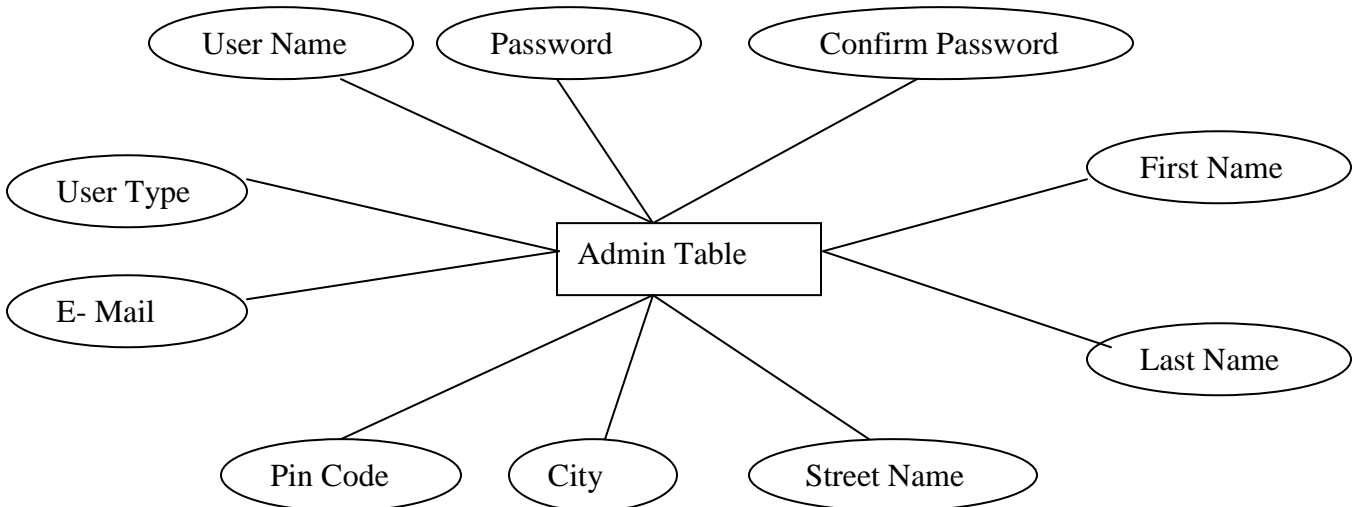 User Name
Password
Confirm Password
User Type
First Name
Admin Table
E- Mail
Last Name
Pin Code
City
Street Name